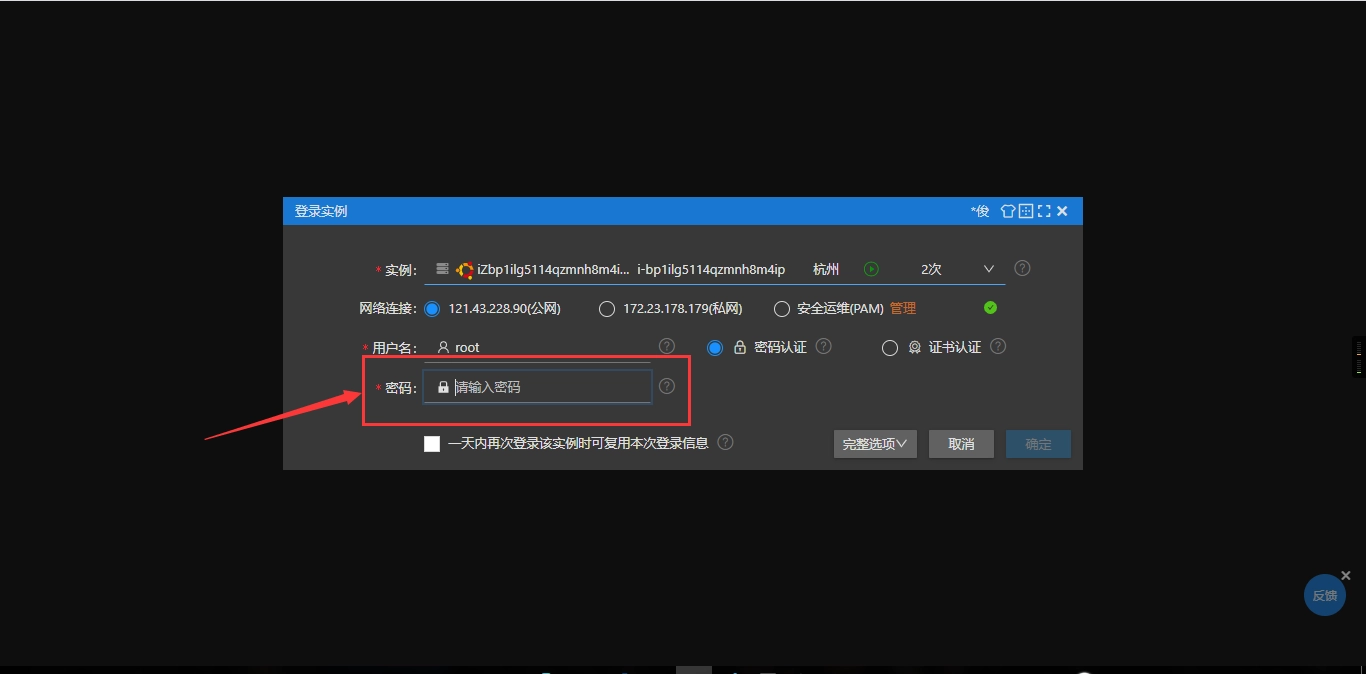 登录实例 *俊
* 实例: iZbp1ilg5114qzmnh8m4i... i-bp1ilg5114qzmnh8m4ip 杭州 2次
网络连接: 121.43.228.90(公网) 172.23.178.179(私网) 安全运维(PAM) 管理
* 用户名: root 密码认证 证书认证
* 密码: 请输入密码
一天内再次登录该实例时可复用本次登录信息 完整选项 取消 确定
反馈